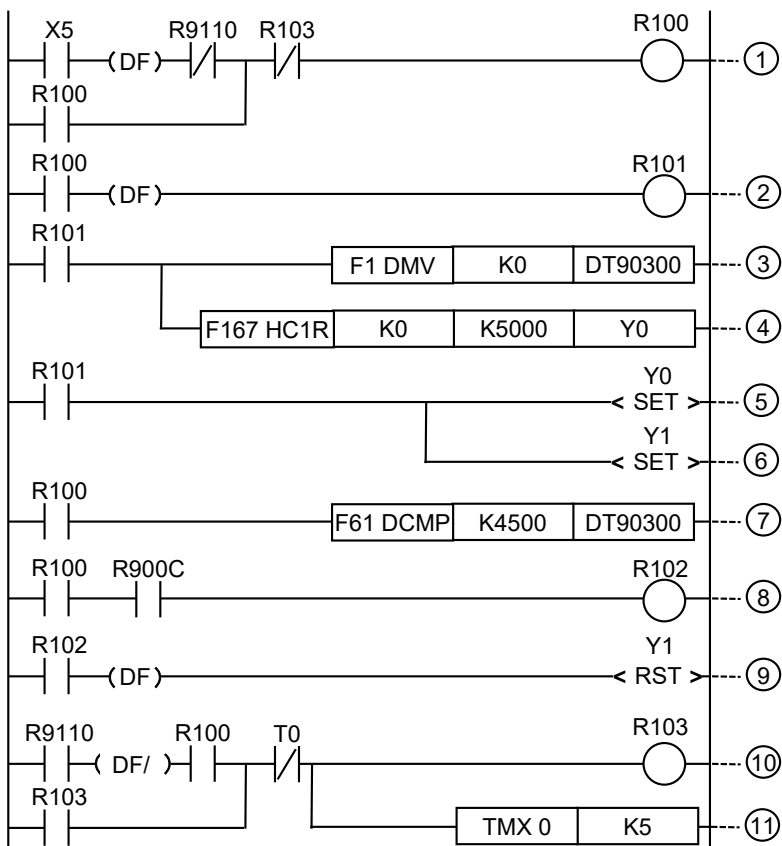 X5 R9110 R103 R100
(DF) 1
R100
R100 R101
(DF) 2
R101
F1 DMV K0 DT90300 3
F167 HC1R K0 K5000 Y0 4
R101 Y0
< SET > 5
Y1
< SET > 6
R100
F61 DCMP K4500 DT90300 7
R100 R900C R102
8
R102 Y1
(DF) < RST > 9
R9110 R100 T0 R103
( DF/ ) 10
R103
TMX 0 K5 11